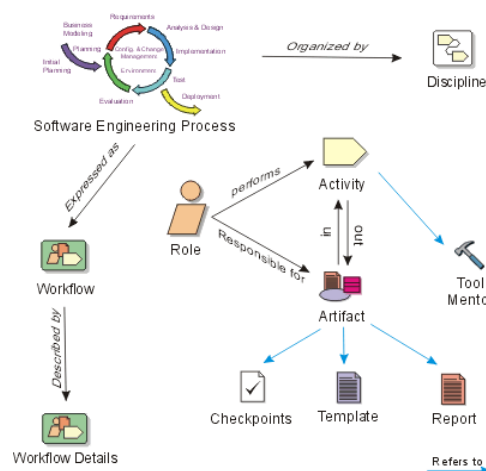 Requirements
Business
Modeling
Analysis & Design
Planning
Config. & Change
Management
Implementation
Initial
Planning
Environment
Test
Evaluation
Deployment
Software Engineering Process
Organized by
Discipline
Expressed as
performs
Activity
Role
Responsible for
in
out
Tool
Mento
Workflow
Artifact
Described by
Checkpoints
Template
Report
Workflow Details
Refers to